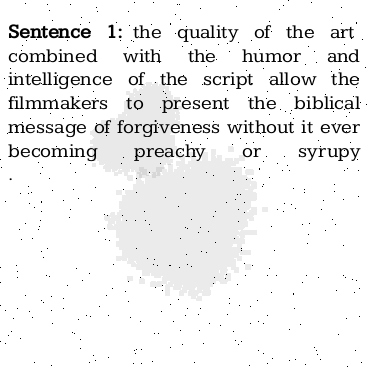 Sentence 1: the quality of the art
combined with the humor and
intelligence of the script allow the
filmmakers to present the biblical
message of forgiveness without it ever
becoming preachy or syrupy
.